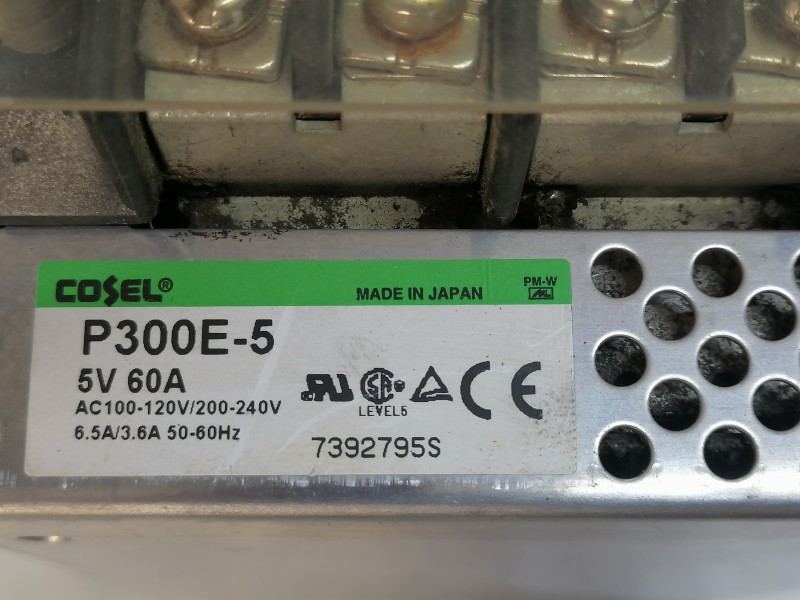 COSEL®
MADE IN JAPAN
PM-W
P300E-5
5V 60A
AC100-120V/200-240V
6.5A/3.6A 50-60Hz
LEVEL5
7392795S